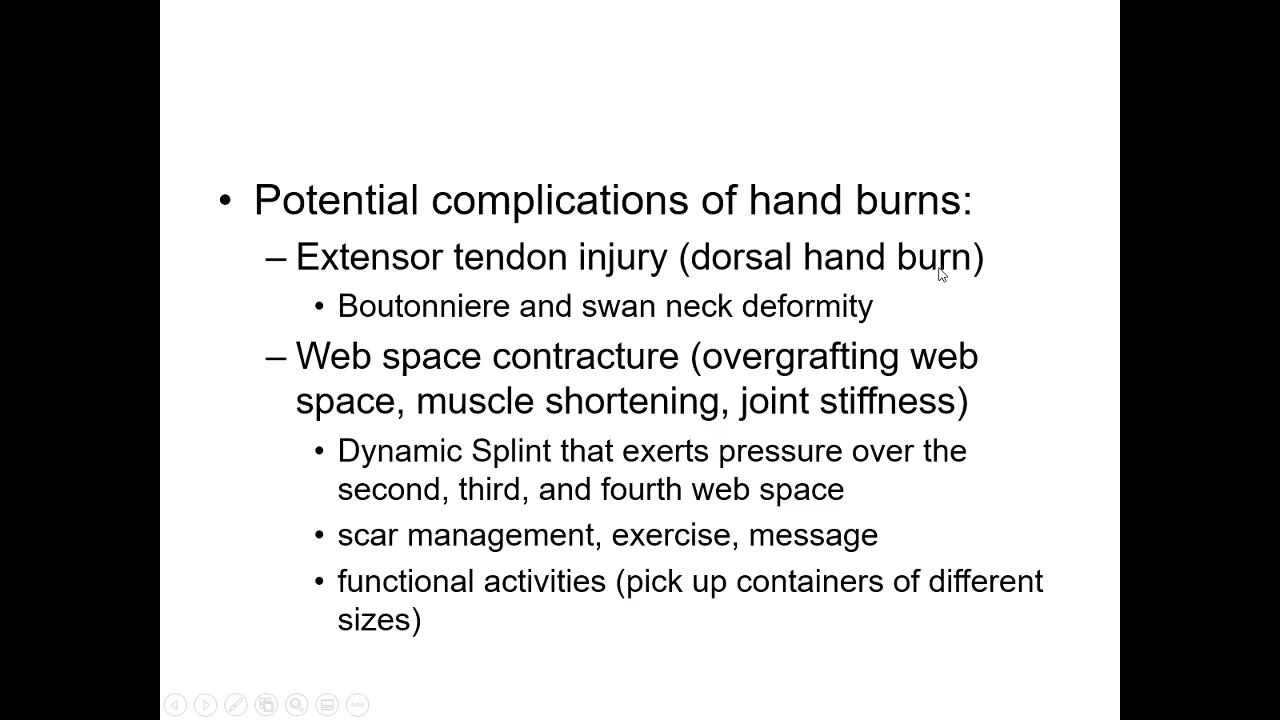 • Potential complications of hand burns:
– Extensor tendon injury (dorsal hand burn)
• Boutonniere and swan neck deformity
– Web space contracture (overgrafting web
space, muscle shortening, joint stiffness)
• Dynamic Splint that exerts pressure over the
second, third, and fourth web space
• scar management, exercise, message
• functional activities (pick up containers of different
sizes)